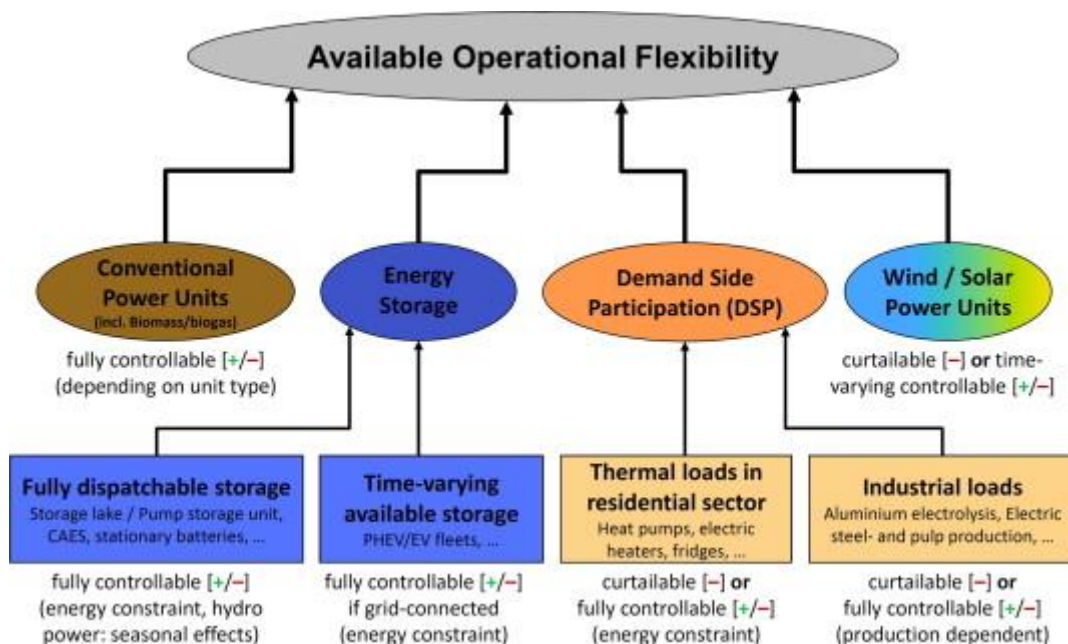 Available Operational Flexibility
Conventional
Power Units
(incl. Biomass/biogas)
Energy
Storage
Demand Side
Participation (DSP)
Wind / Solar
Power Units
fully controllable [+/−]
(depending on unit type)
curtailable [−] or time-
varying controllable [+/−]
Fully dispatchable storage
Storage lake / Pump storage unit,
CAES, stationary batteries, ...
Time-varying
available storage
PHEV/EV fleets, ...
Thermal loads in
residential sector
Heat pumps, electric
heaters, fridges, ...
Industrial loads
Aluminium electrolysis, Electric
steel- and pulp production, ...
fully controllable [+/−]
(energy constraint, hydro
power: seasonal effects)
fully controllable [+/−]
if grid-connected
(energy constraint)
curtailable [−] or
fully controllable [+/−]
(energy constraint)
curtailable [−] or
fully controllable [+/−]
(production dependent)